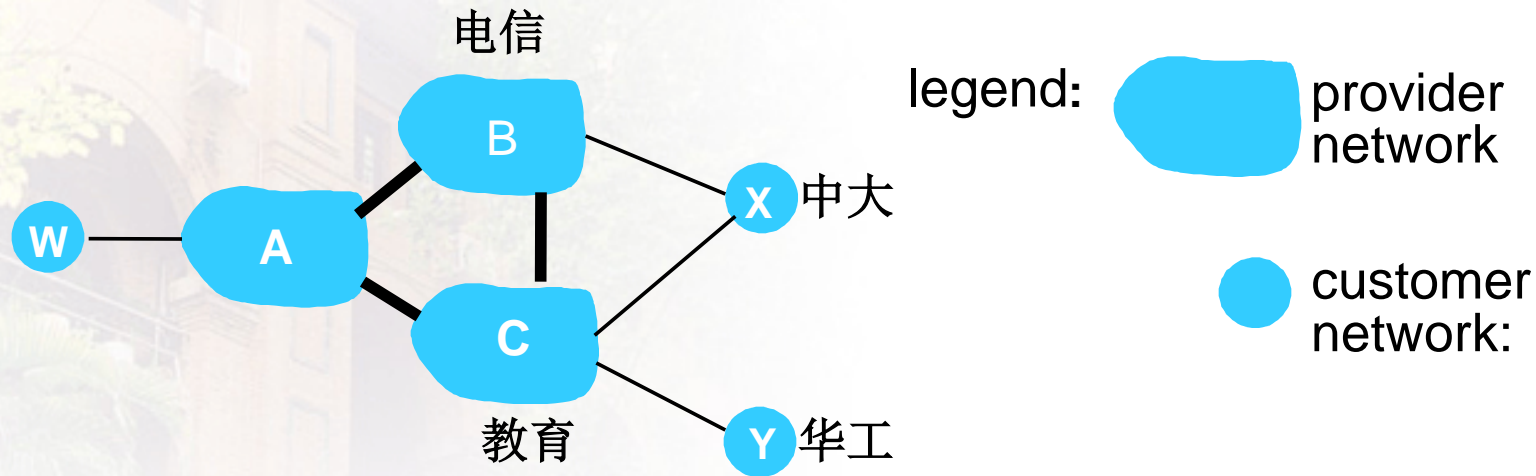 电信
legend:
provider
network
B
X
中大
W
A
customer
network:
C
教育
Y
华工